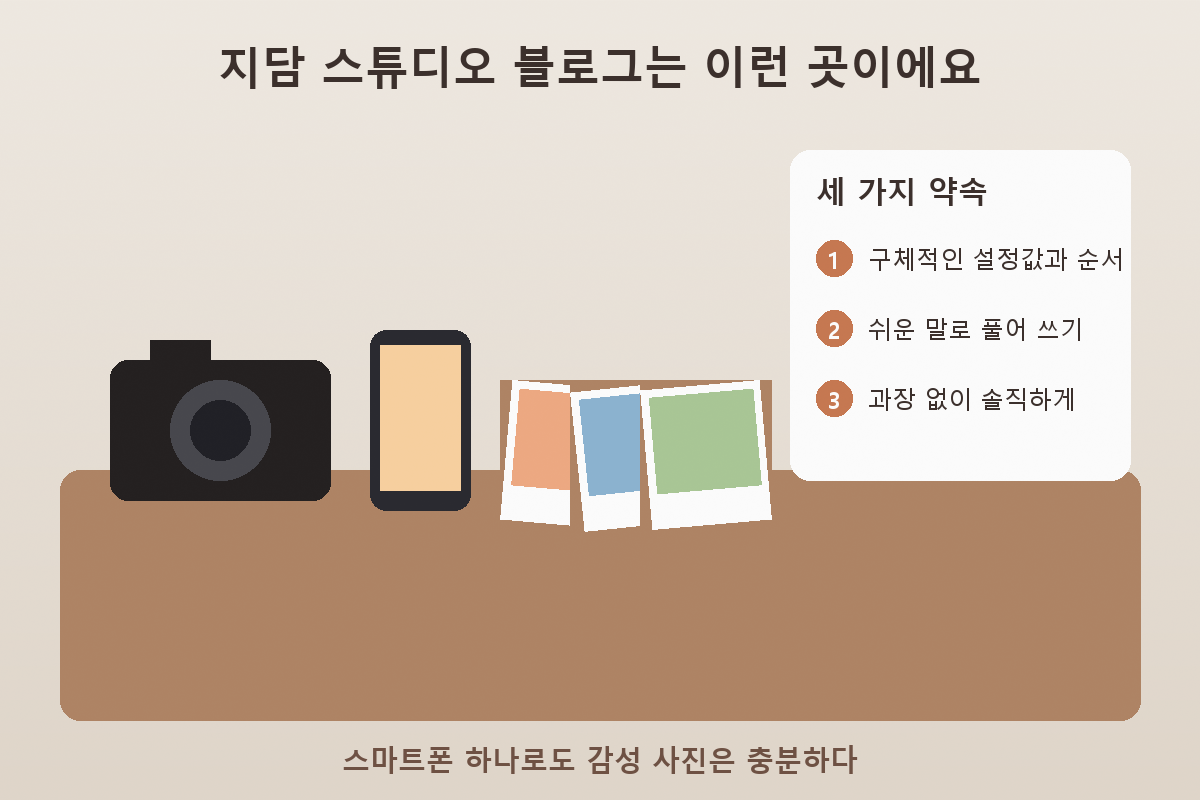 지담 스튜디오 블로그는 이런 곳이에요
세 가지 약속
1 구체적인 설정값과 순서
2 쉬운 말로 풀어 쓰기
3 과장 없이 솔직하게
스마트폰 하나로도 감성 사진은 충분하다